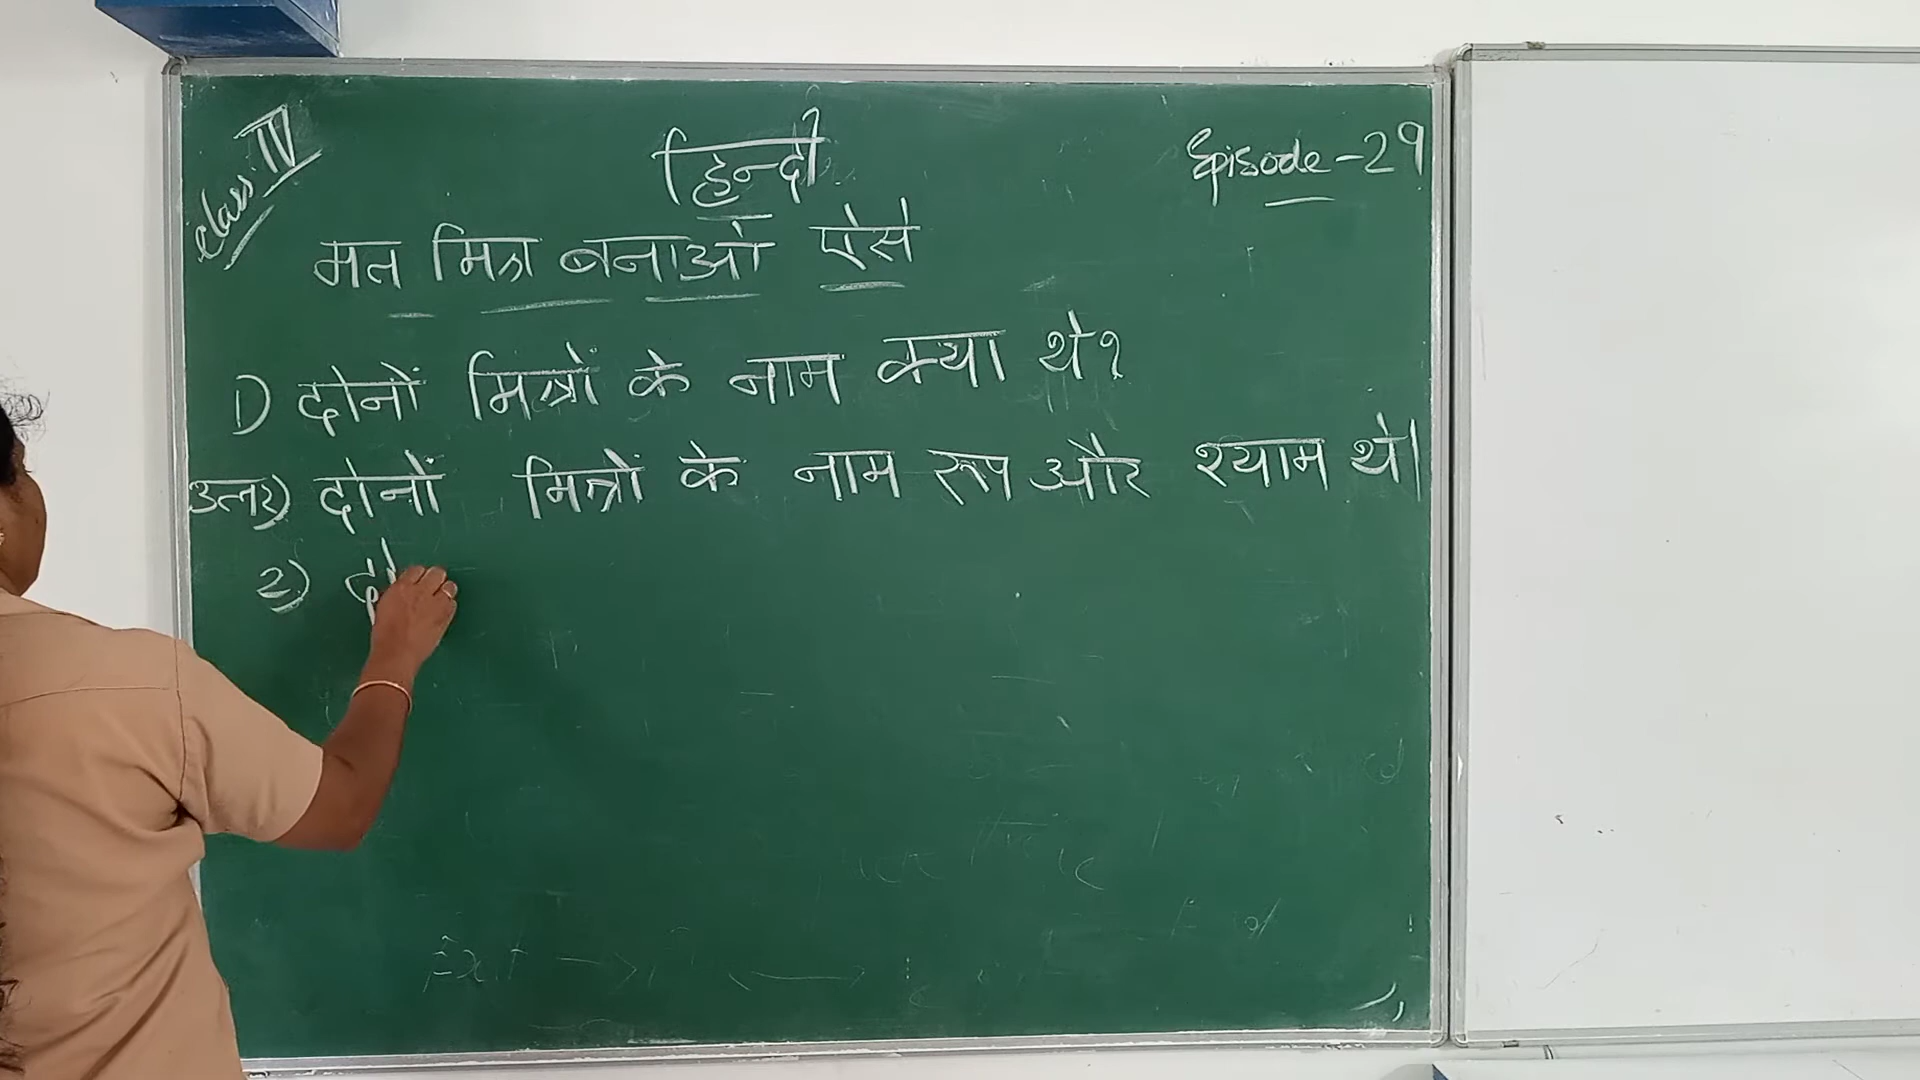 class: IV
हिन्दी
Episode - 29
मत मित्र बनाओ ऐसे
1) दोनों मित्रों के नाम क्या थे?
उत्तर) दोनों मित्रों के नाम रूप और श्याम थे।
2) दो